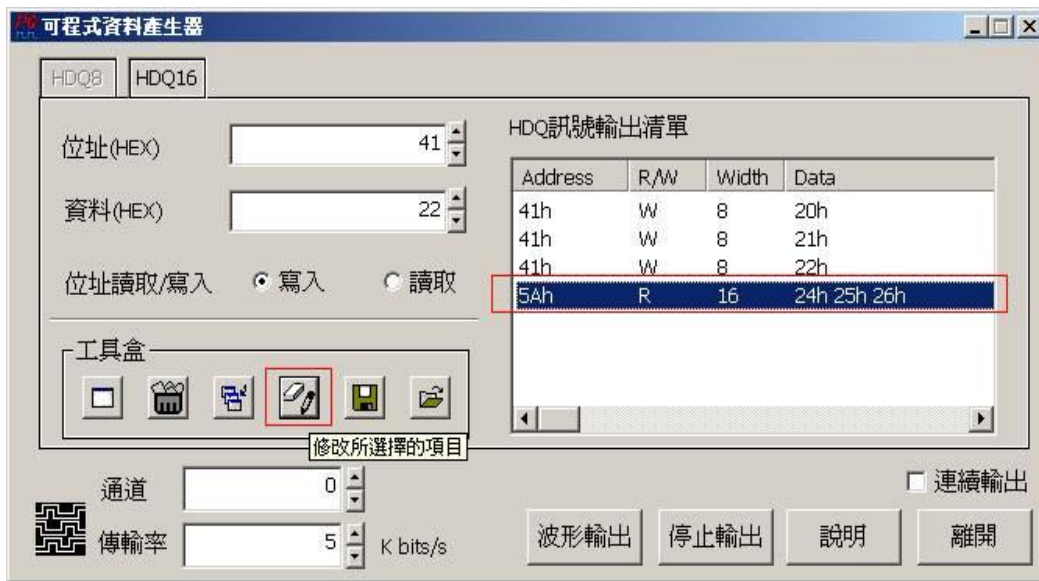 可程式資料產生器
HDQ8 HDQ16
位址(HEX) 41
資料(HEX) 22
位址讀取/寫入 寫入 讀取
工具盒
修改所選擇的項目
HDQ訊號輸出清單
Address R/W Width Data
41h W 8 20h
41h W 8 21h
41h W 8 22h
5Ah R 16 24h 25h 26h
通道 0
傳輸率 5 K bits/s
連續輸出
波形輸出 停止輸出 說明 離開